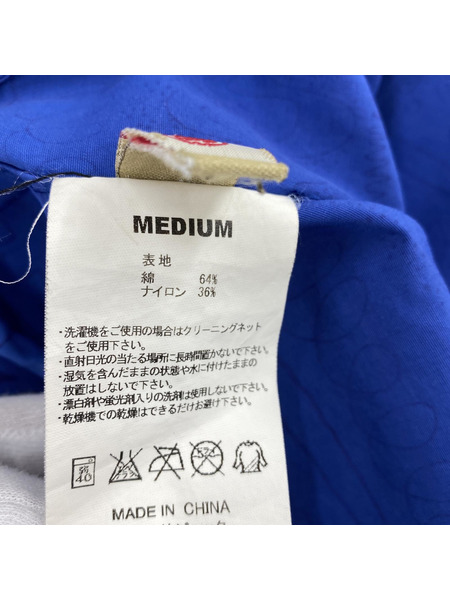 MEDIUM
表地
綿 64%
ナイロン 36%
・洗濯機をご使用の場合はクリーニングネット
をご使用下さい。
・直射日光の当たる場所に長時間置かないで下さい。
・湿気を含んだままの状態や水に付けたままの
放置はしないで下さい。
・漂白剤や蛍光剤入りの洗剤は使用しないで下さい。
・乾燥機での乾燥はできるだけお避け下さい。
MADE IN CHINA